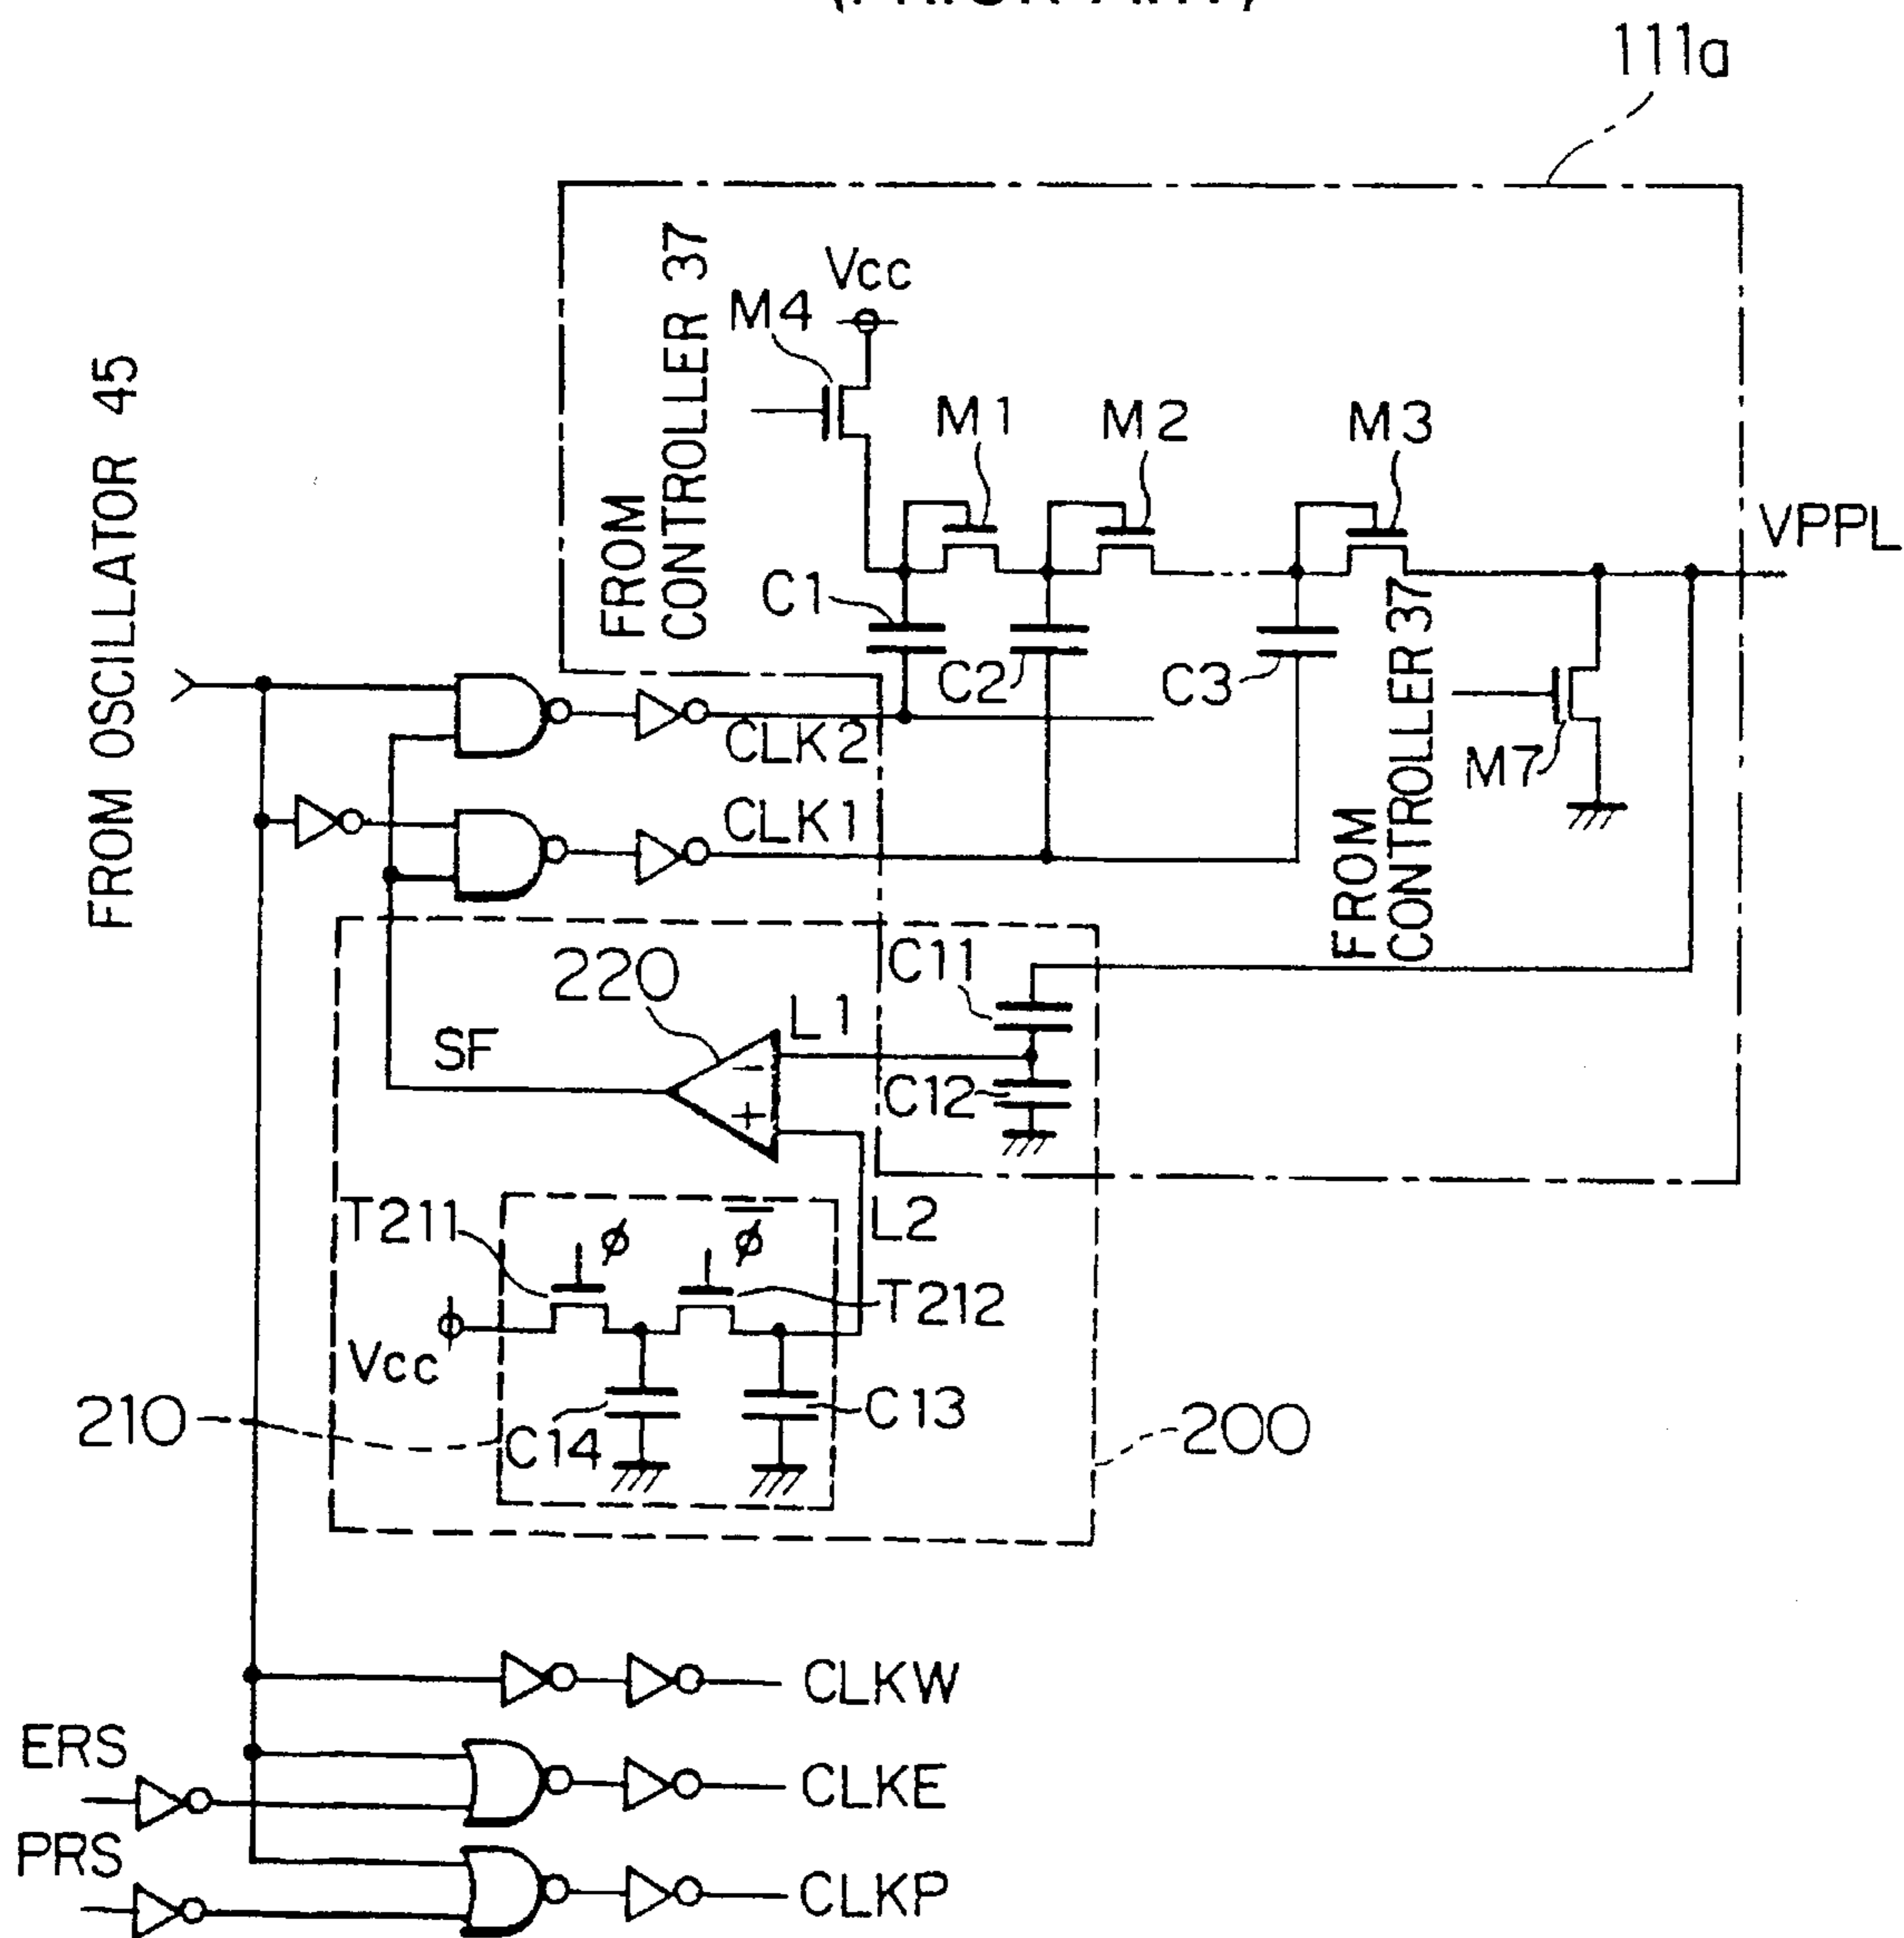 (PRIOR ART)
111a
FROM
CONTROLLER 37
Vcc
M4
M1
M2
M3
VPPL
FROM OSCILLATOR 45
C1
C2
C3
CLK2
CLK1
M7
FROM
CONTROLLER 37
C11
220
L1
SF
−
+
C12
T211
ϕ
ϕ̅
L2
T212
Vcc
210
C14
C13
200
CLKW
ERS
CLKE
PRS
CLKP